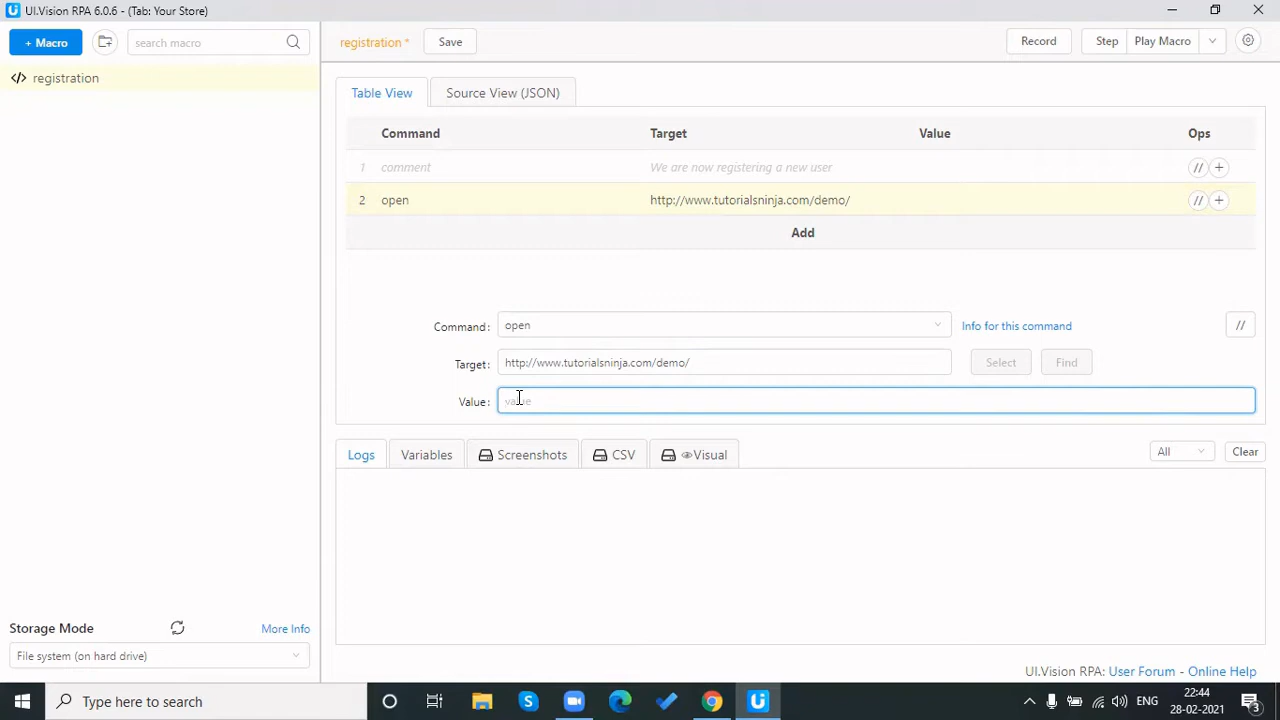 UI.Vision RPA 6.0.6 - (Tab: Your Store)
+ Macro
search macro
registration *
Save
Record
Step
Play Macro
registration
Table View
Source View (JSON)
Command
Target
Value
Ops
1
comment
We are now registering a new user
//
+
2
open
http://www.tutorialsninja.com/demo/
//
+
Add
Command:
open
Info for this command
//
Target:
http://www.tutorialsninja.com/demo/
Select
Find
Value:
value
Logs
Variables
Screenshots
CSV
Visual
All
Clear
Storage Mode
More Info
File system (on hard drive)
UI.Vision RPA: User Forum - Online Help
Type here to search
ENG
22:44
28-02-2021
3